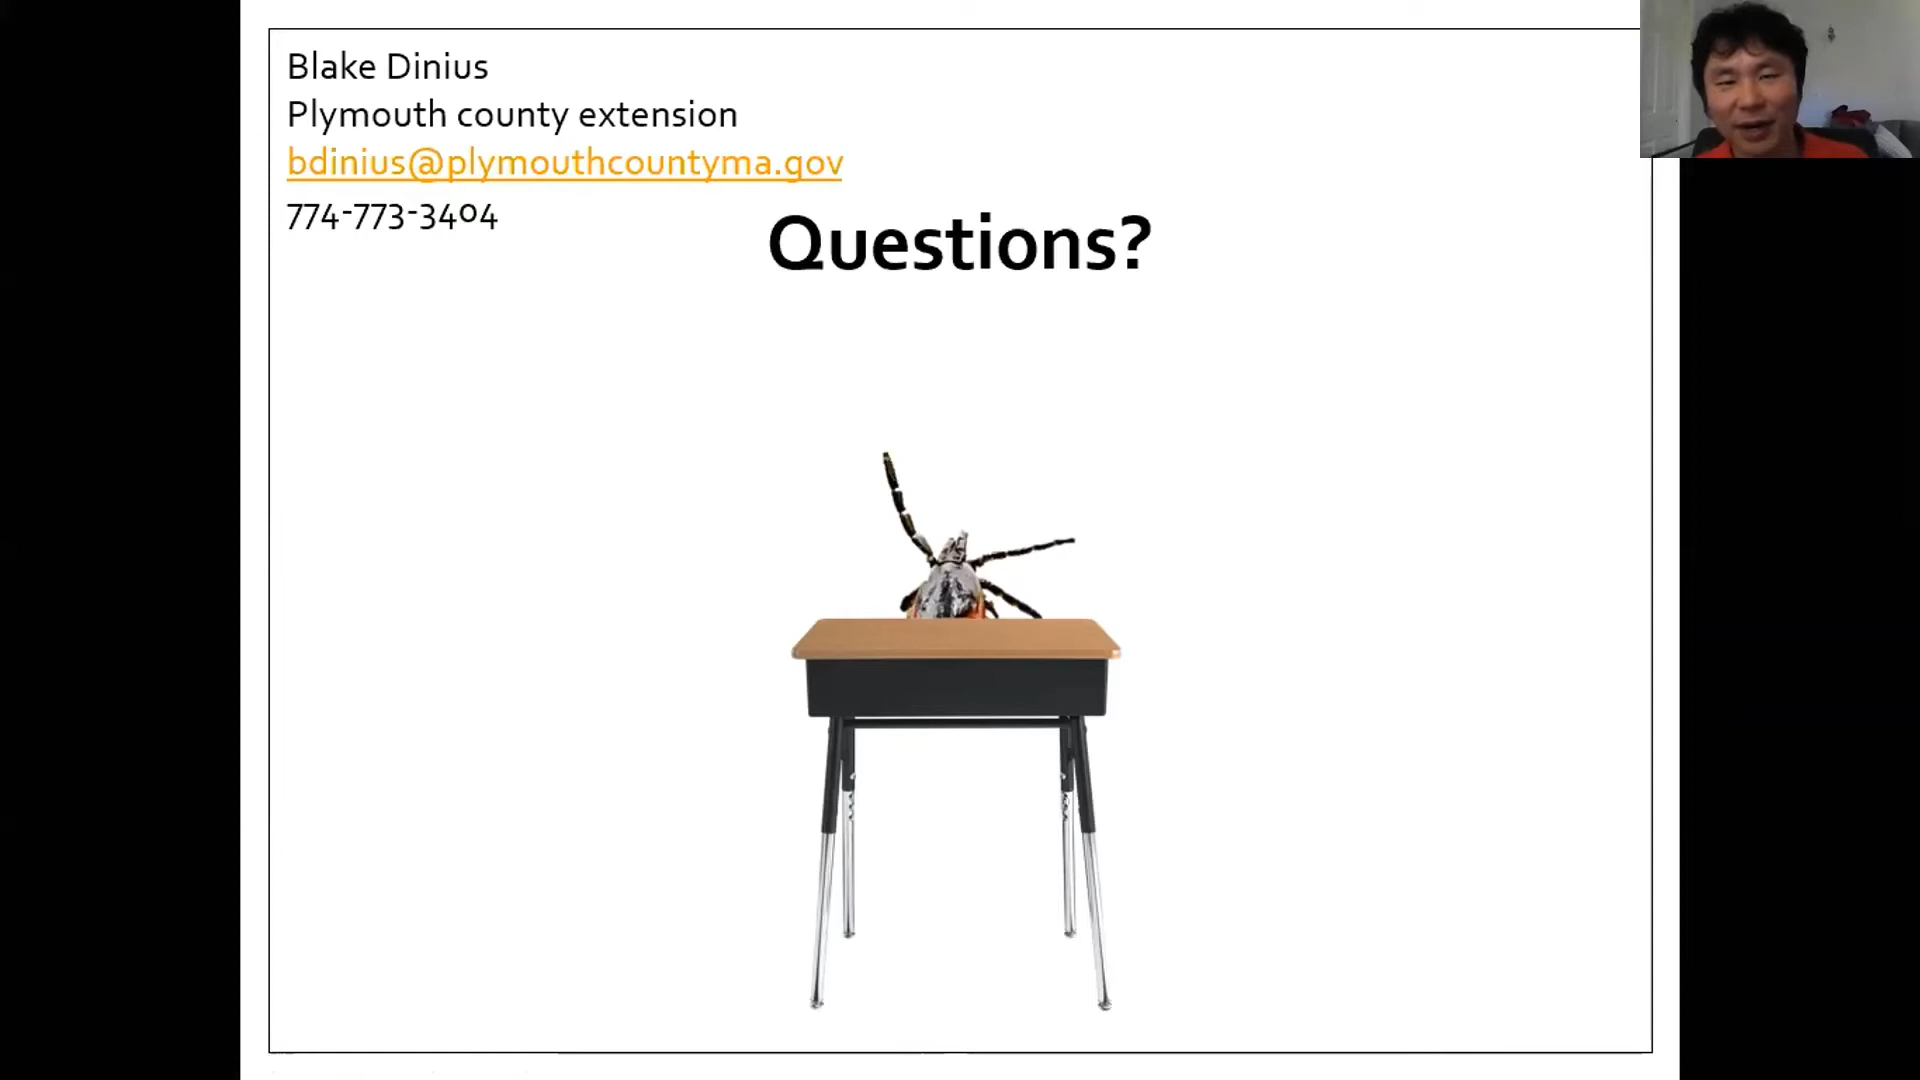 Blake Dinius
Plymouth county extension
bdinius@plymouthcountyma.gov
774-773-3404
Questions?